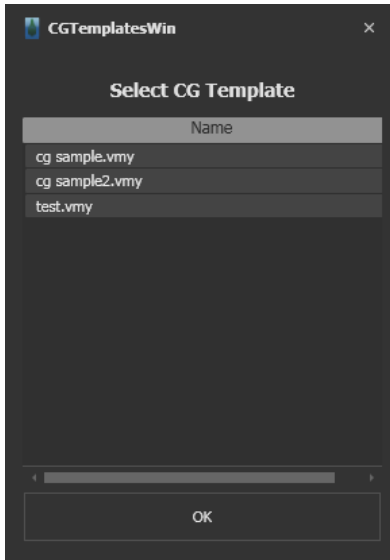 CGTemplatesWin
Select CG Template
Name
cg sample.vmy
cg sample2.vmy
test.vmy
OK